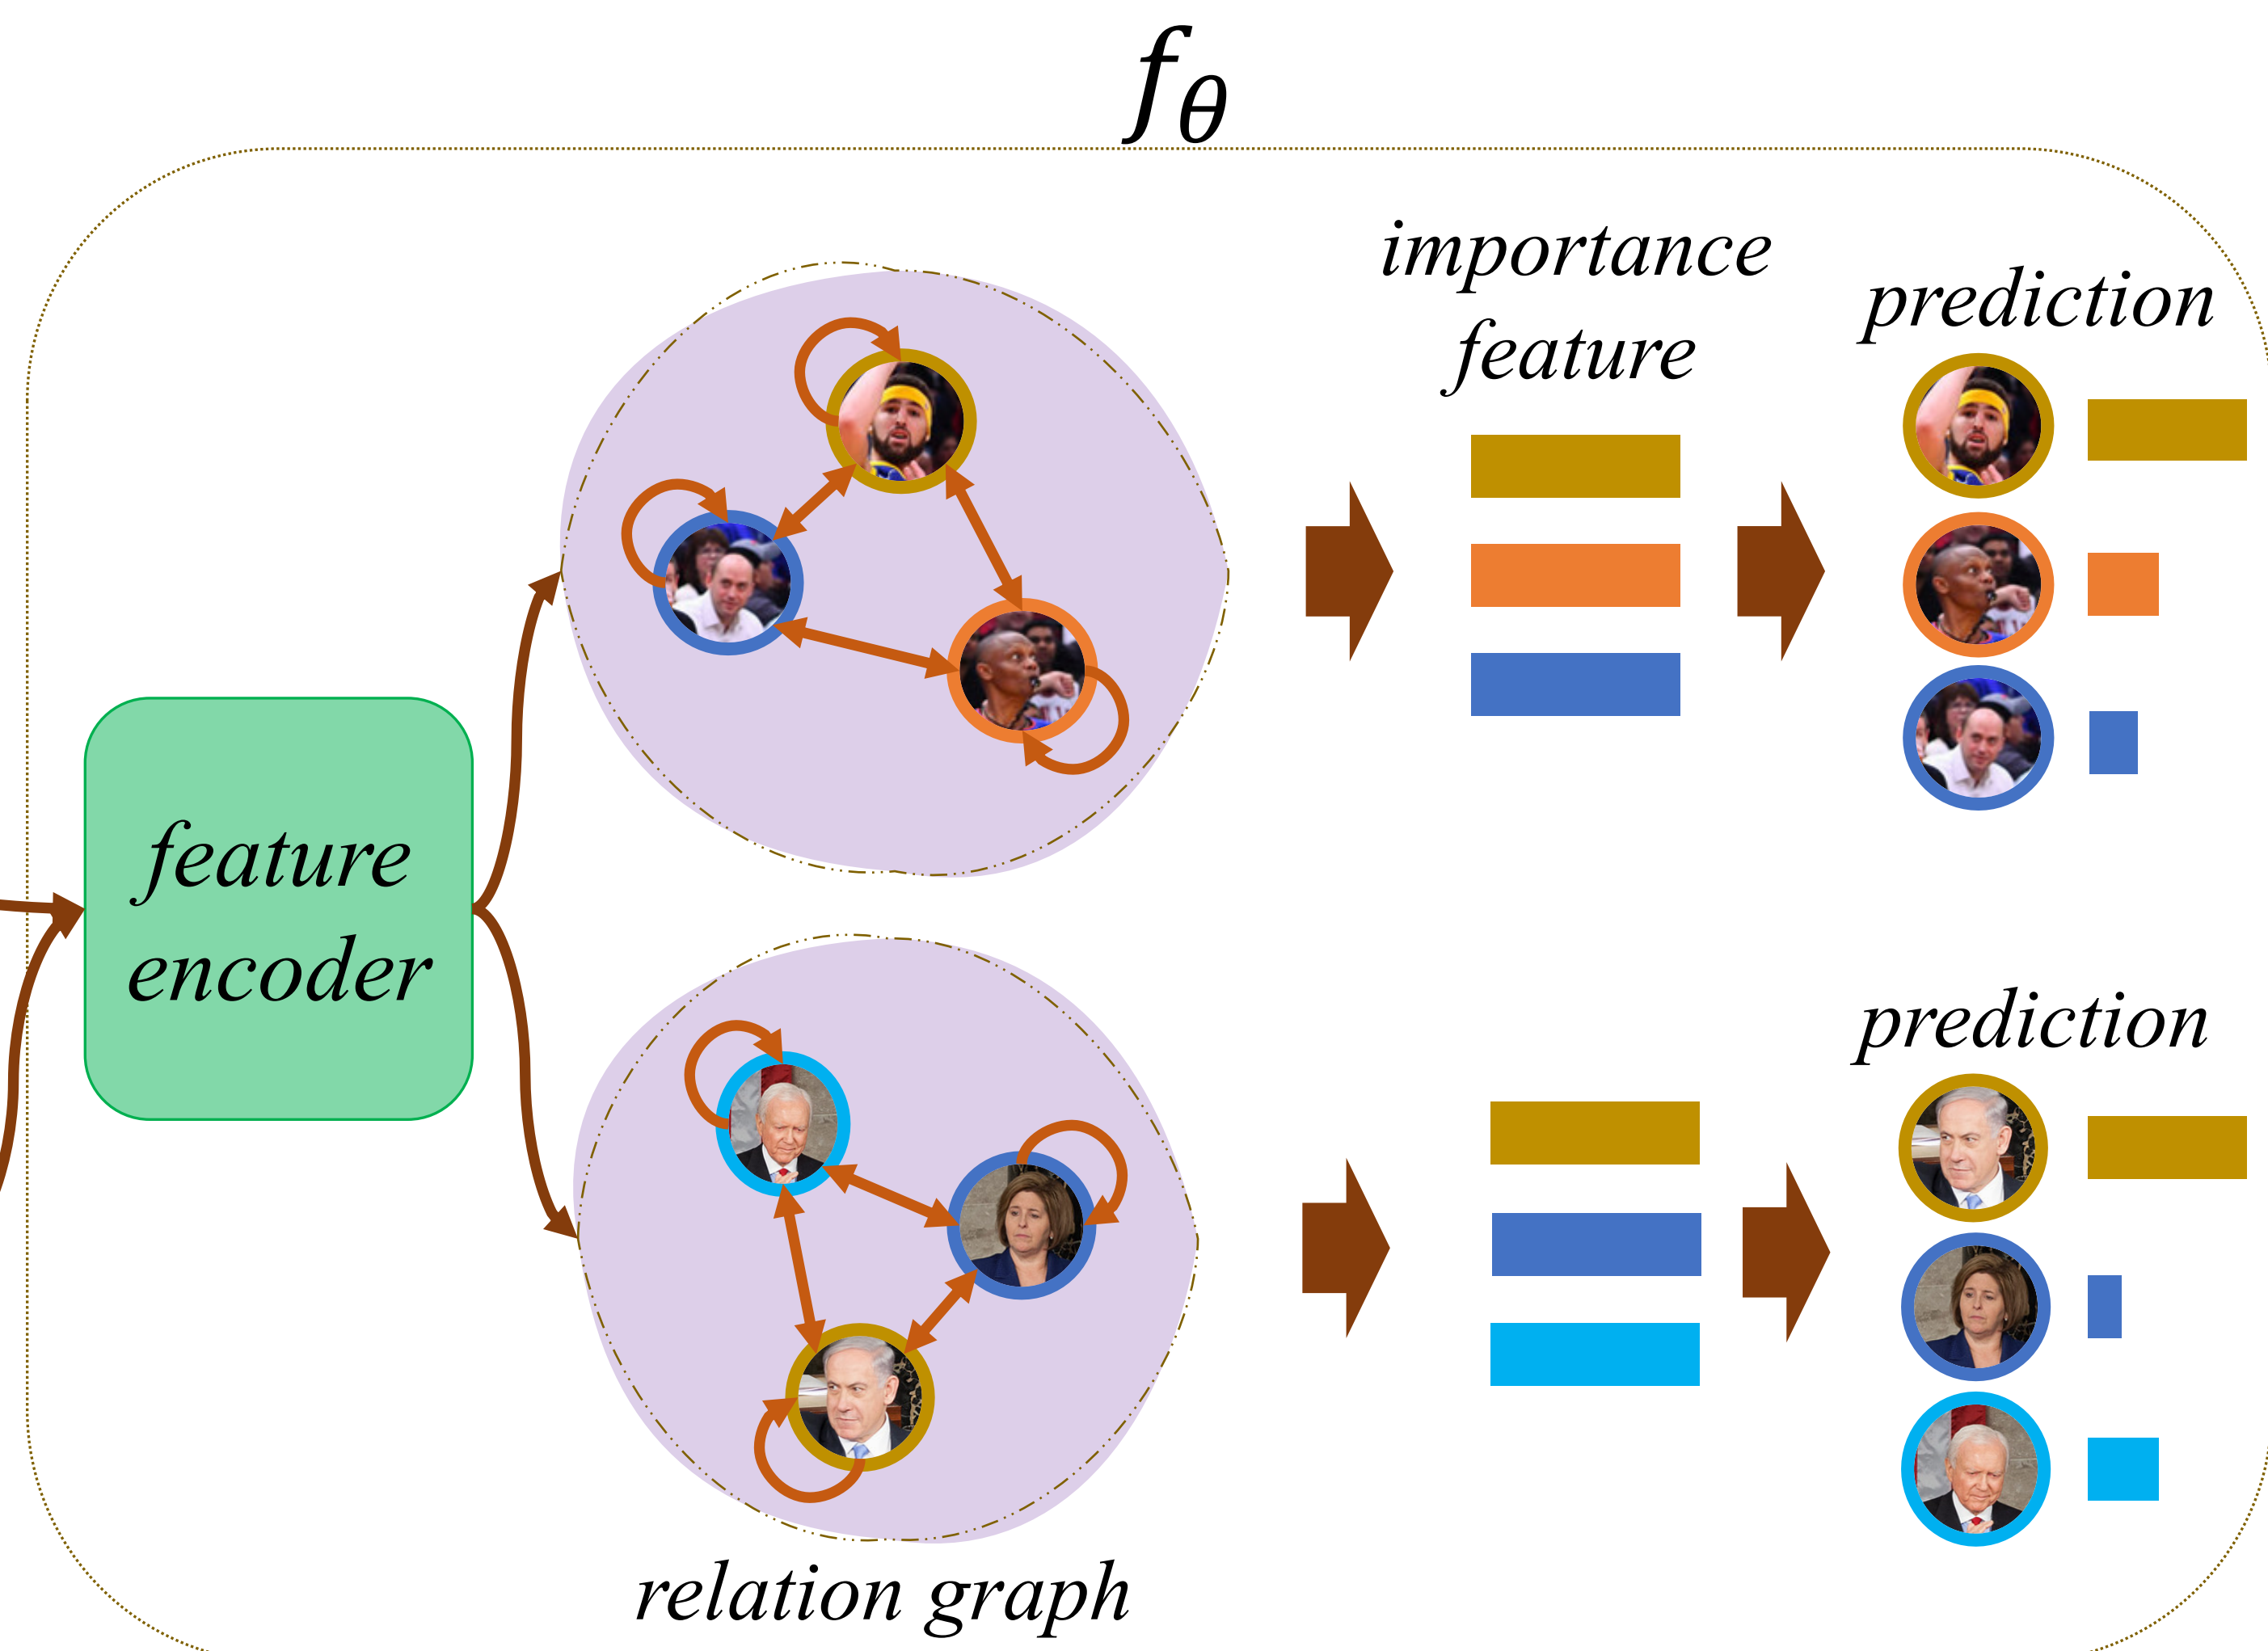 fθ
importance
feature
prediction
feature
encoder
prediction
relation graph